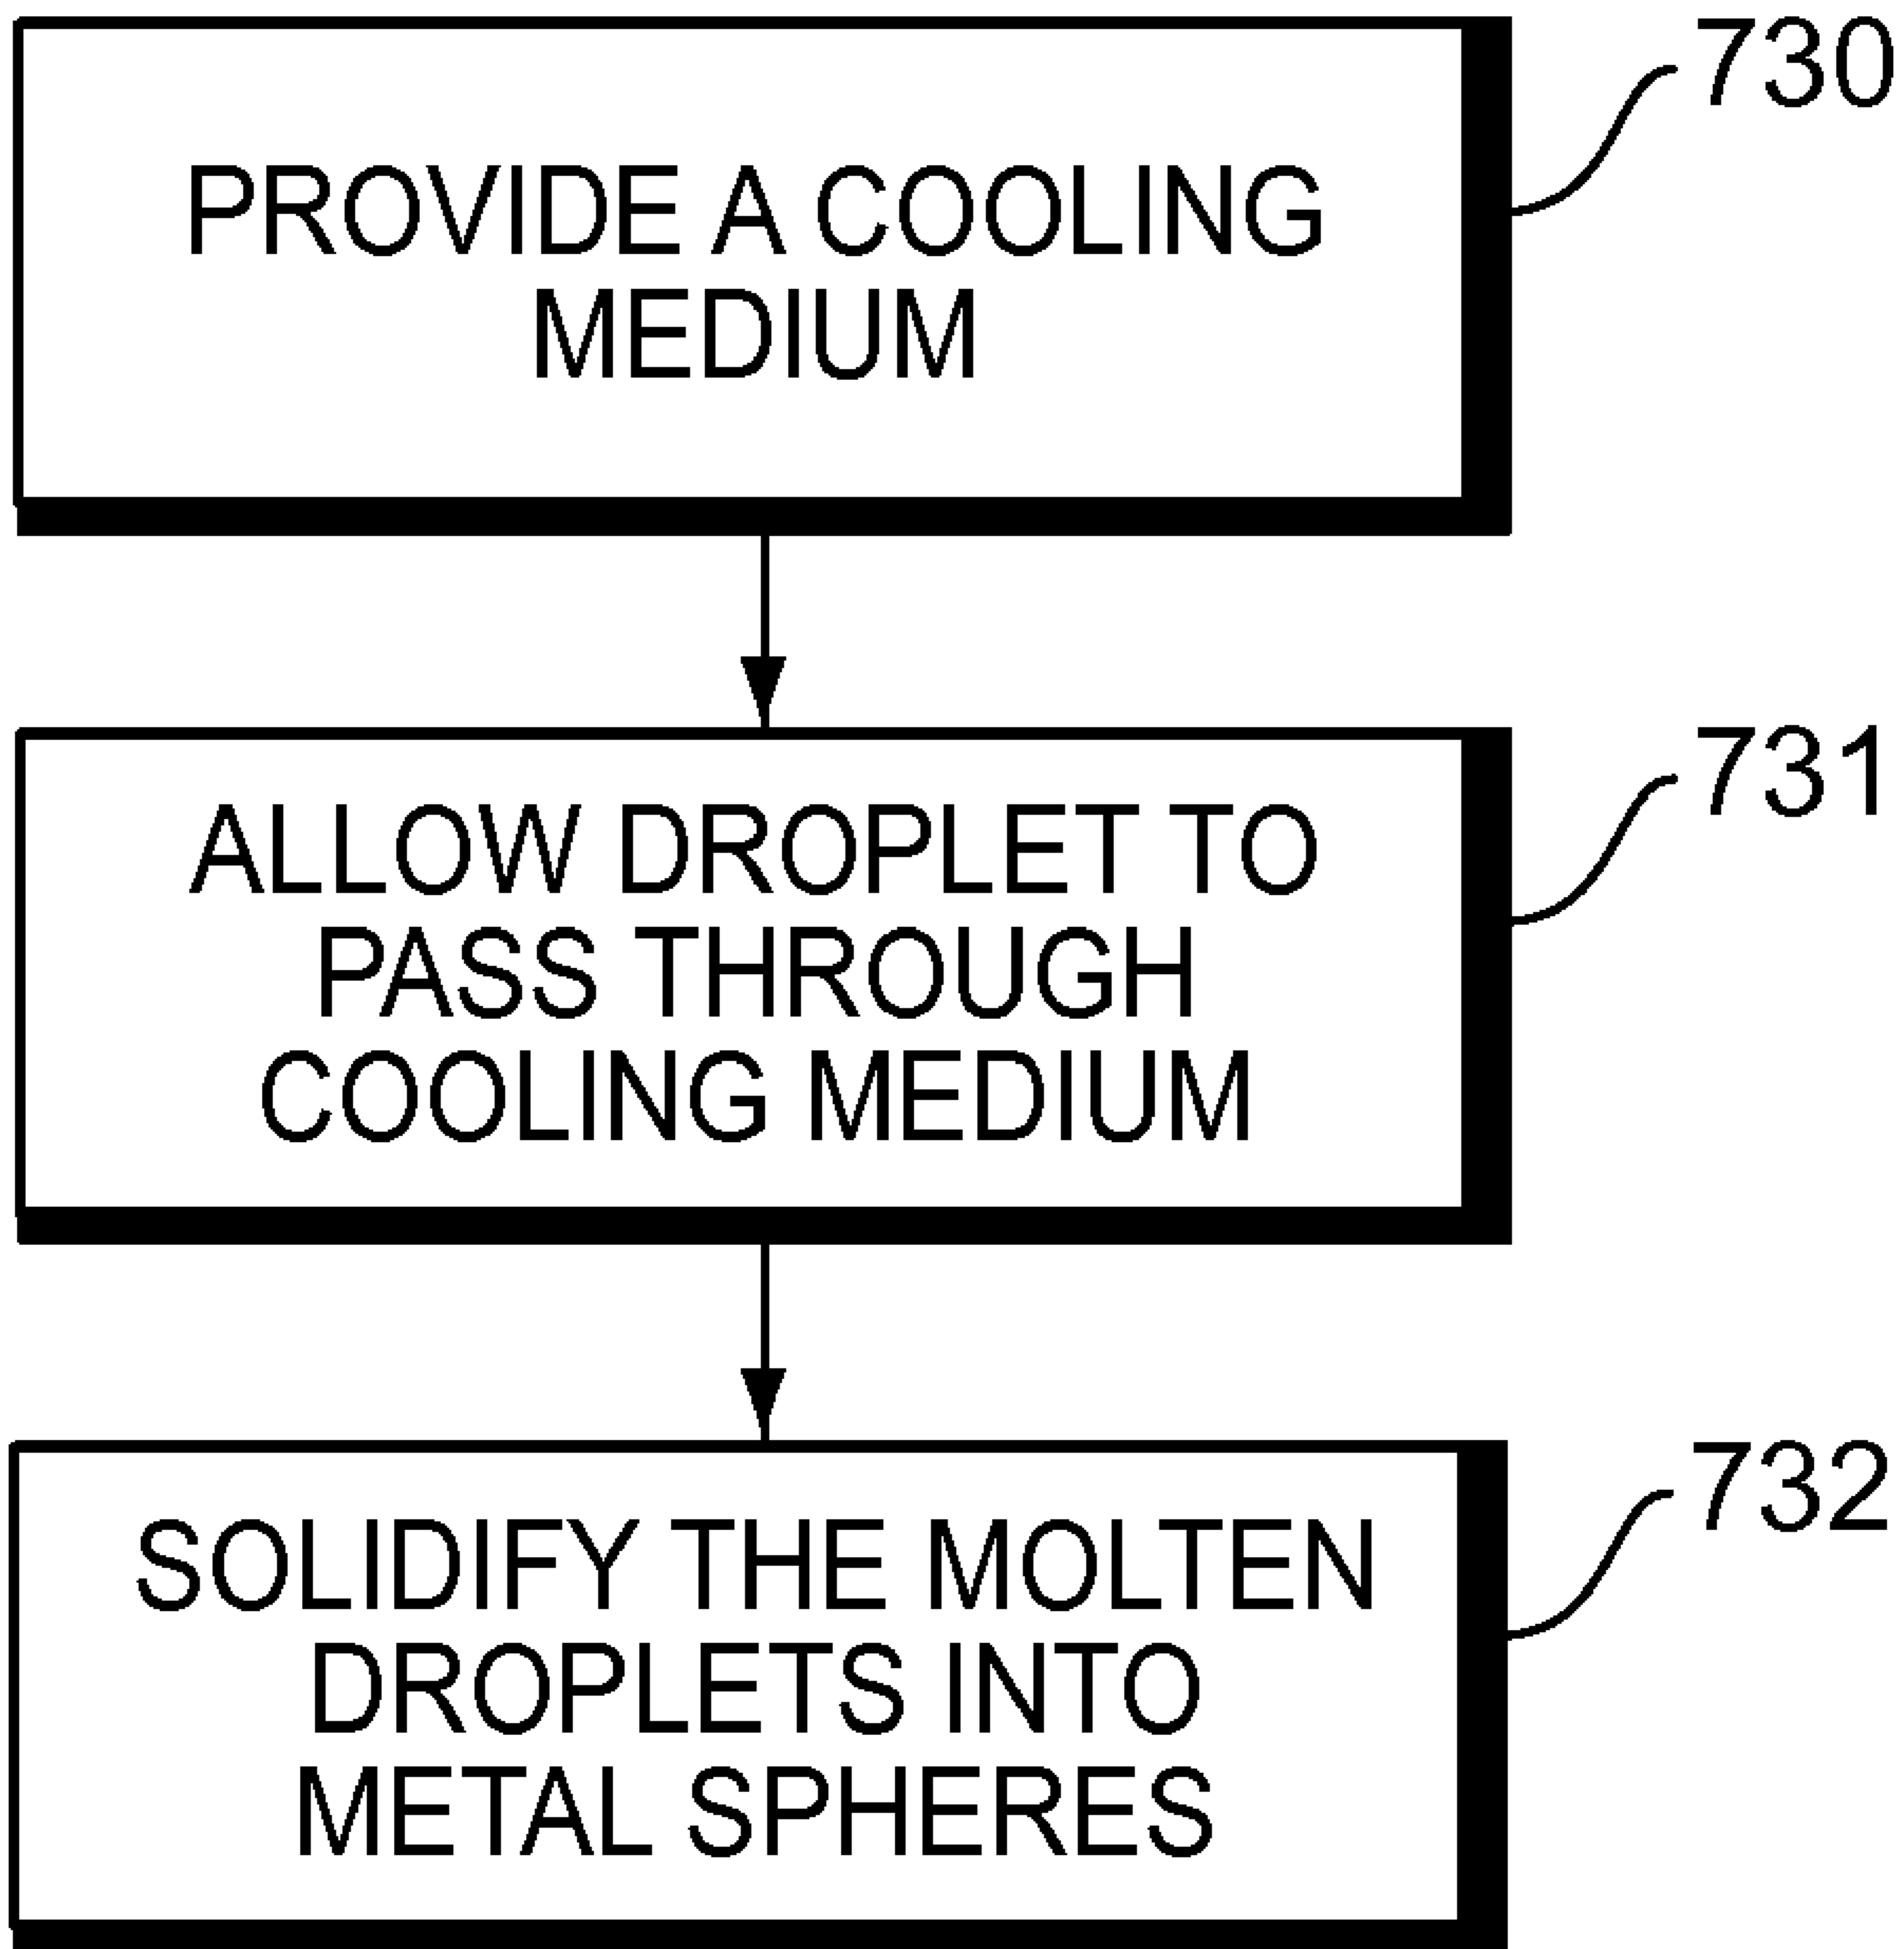 PROVIDE A COOLING
MEDIUM
730
ALLOW DROPLET TO
PASS THROUGH
COOLING MEDIUM
731
SOLIDIFY THE MOLTEN
DROPLETS INTO
METAL SPHERES
732